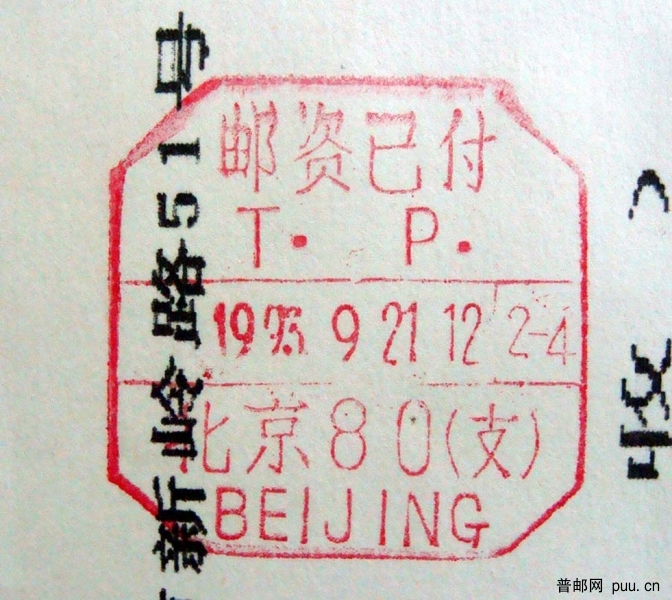 邮资已付
T. P.
9 21 12 2-4
北京80(支)
BEIJING
新岭路51号
收
普邮网 puu.cn